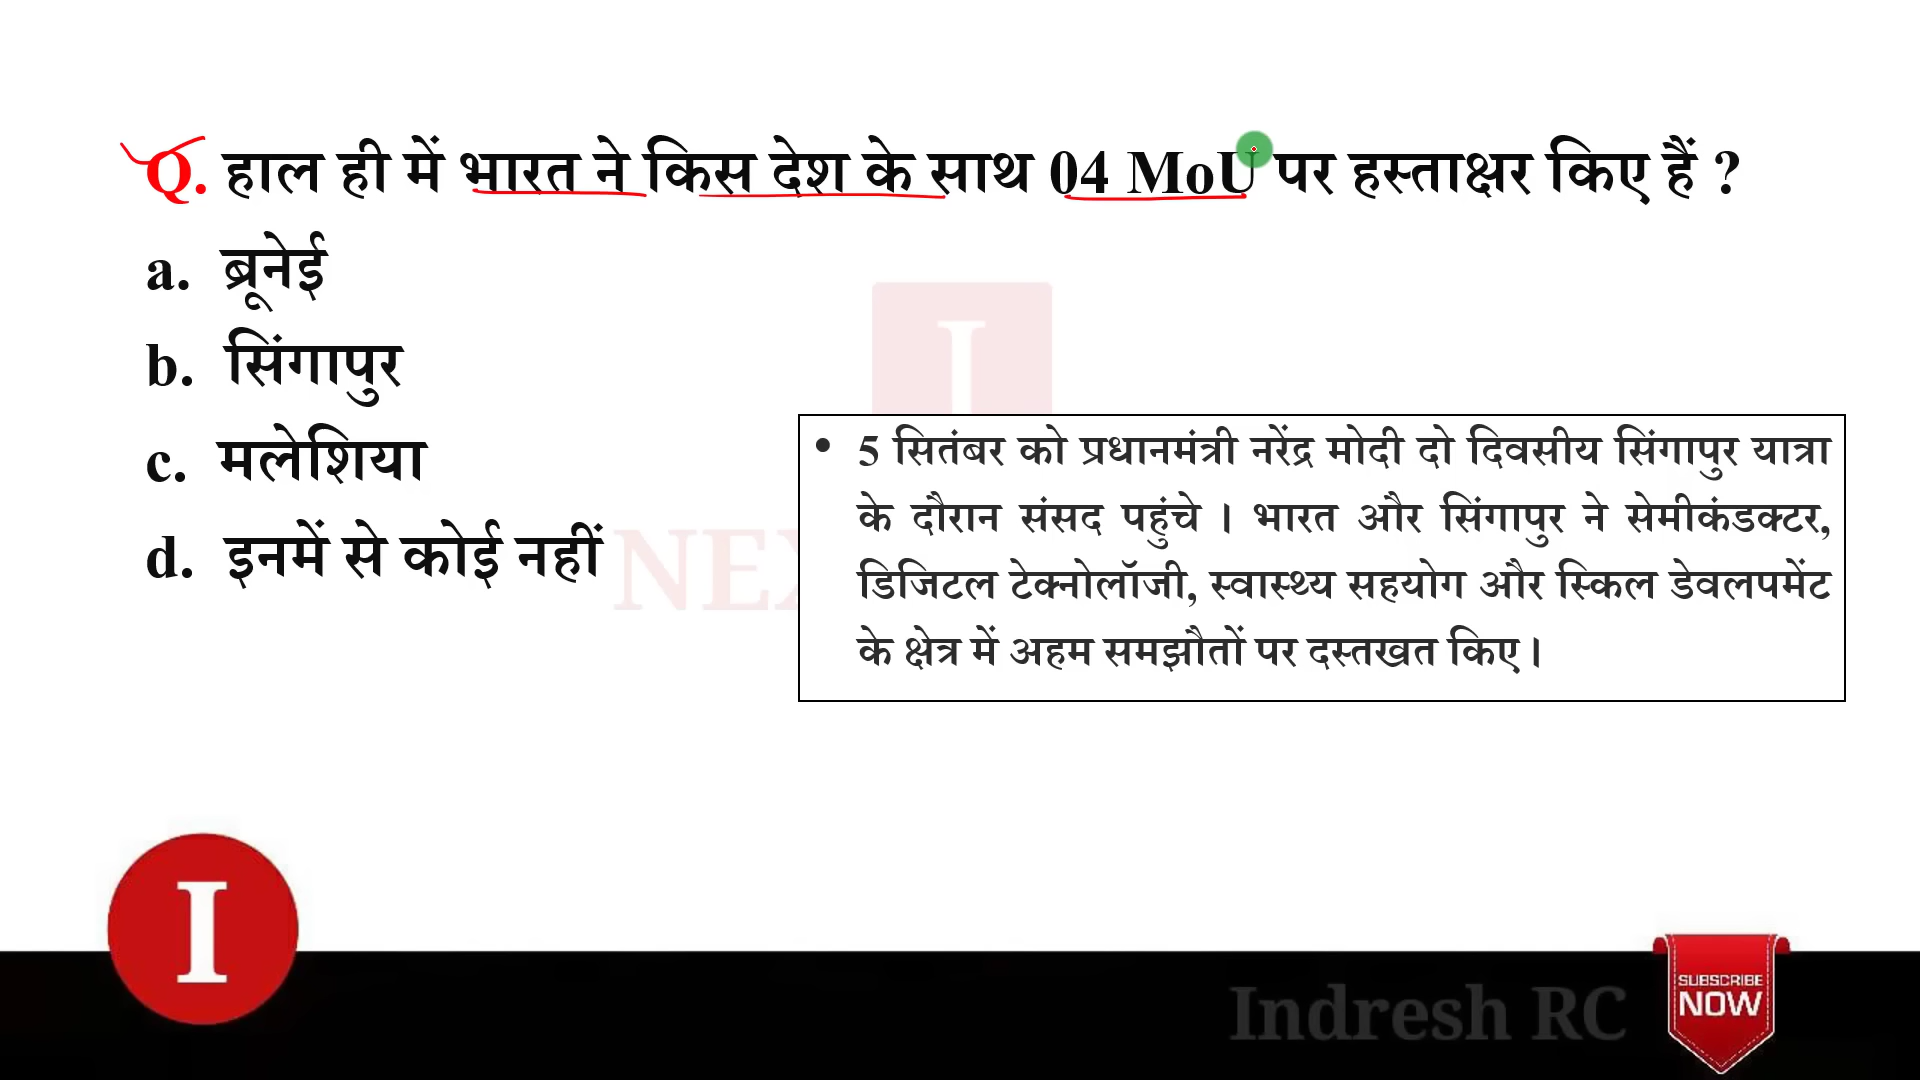 Q. हाल ही में भारत ने किस देश के साथ 04 MoU पर हस्ताक्षर किए हैं ?
a. ब्रूनेई
b. सिंगापुर
c. मलेशिया
d. इनमें से कोई नहीं
I
NEX
• 5 सितंबर को प्रधानमंत्री नरेंद्र मोदी दो दिवसीय सिंगापुर यात्रा
के दौरान संसद पहुंचे । भारत और सिंगापुर ने सेमीकंडक्टर,
डिजिटल टेक्नोलॉजी, स्वास्थ्य सहयोग और स्किल डेवलपमेंट
के क्षेत्र में अहम समझौतों पर दस्तखत किए।
I
Indresh RC
SUBSCRIBE
NOW